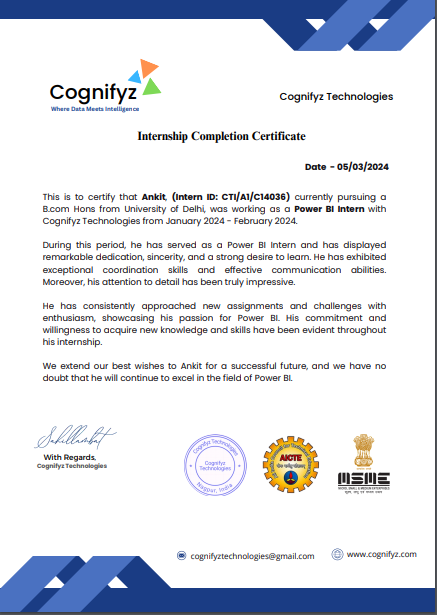 Cognifyz
Where Data Meets Intelligence
Cognifyz Technologies
Internship Completion Certificate
Date - 05/03/2024
This is to certify that Ankit, (Intern ID: CTI/A1/C14036) currently pursuing a
B.com Hons from University of Delhi, was working as a Power BI Intern with
Cognifyz Technologies from January 2024 - February 2024.
During this period, he has served as a Power BI Intern and has displayed
remarkable dedication, sincerity, and a strong desire to learn. He has exhibited
exceptional coordination skills and effective communication abilities.
Moreover, his attention to detail has been truly impressive.
He has consistently approached new assignments and challenges with
enthusiasm, showcasing his passion for Power BI. His commitment and
willingness to acquire new knowledge and skills have been evident throughout
his internship.
We extend our best wishes to Ankit for a successful future, and we have no
doubt that he will continue to excel in the field of Power BI.
With Regards,
Cognifyz Technologies
Cognifyz Technologies
Cognifyz
Technologies
Nagpur, India
AICTE
MSME
MICRO, SMALL & MEDIUM ENTERPRISES
cognifyztechnologies@gmail.com
www.cognifyz.com